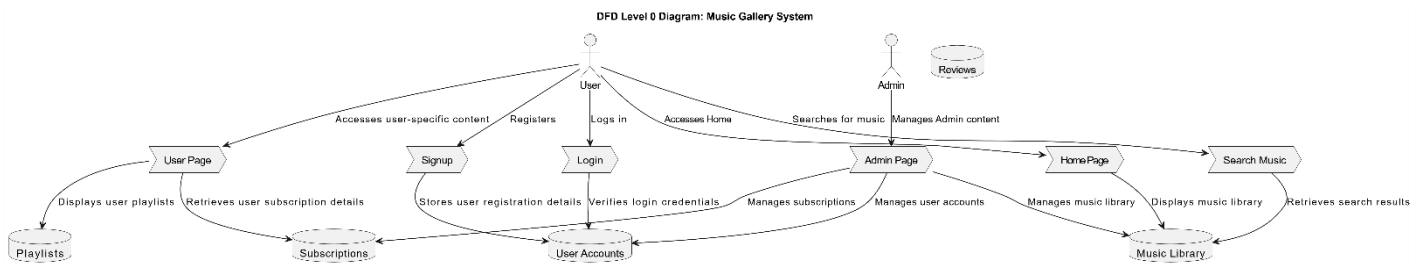 DFD Level 0 Diagram: Music Gallery System
User
Admin
Reviews
Accesses user-specific content
Registers
Logs in
Accesses Home
Searches for music
Manages Admin content
User Page
Signup
Login
Admin Page
Home Page
Search Music
Displays user playlists
Retrieves user subscription details
Stores user registration details
Verifies login credentials
Manages subscriptions
Manages user accounts
Manages music library
Displays music library
Retrieves search results
Playlists
Subscriptions
User Accounts
Music Library